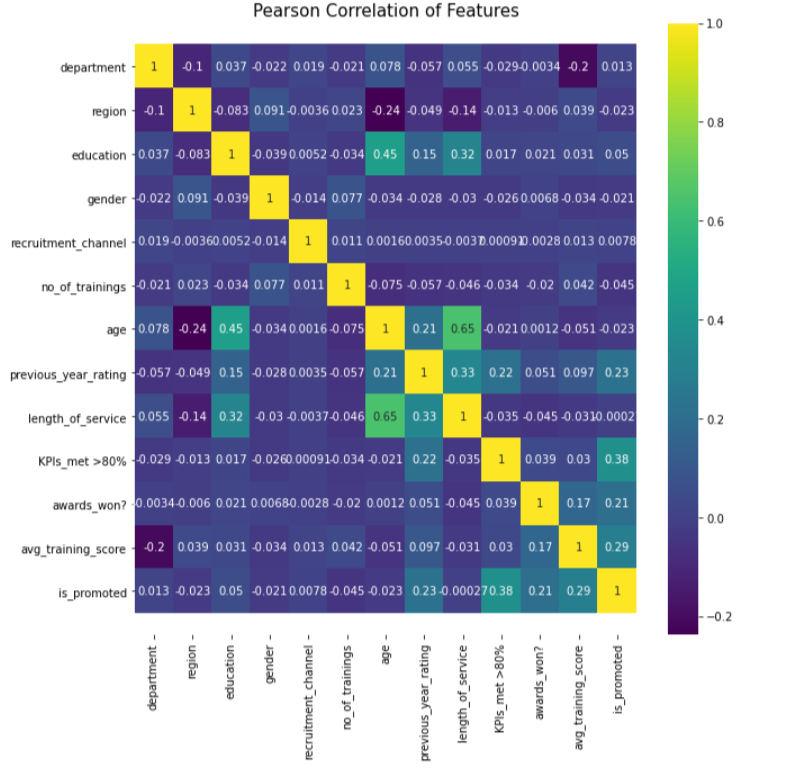 Pearson Correlation of Features
department 1 -0.1 0.037 -0.022 0.019 -0.021 0.078 -0.057 0.055 -0.029 -0.0034 -0.2 0.013
region -0.1 1 -0.083 0.091 -0.0036 0.023 -0.24 -0.049 -0.14 -0.013 -0.006 0.039 -0.023
education 0.037 -0.083 1 -0.039 0.0052 -0.034 0.45 0.15 0.32 0.017 0.021 0.031 0.05
gender -0.022 0.091 -0.039 1 -0.014 0.077 -0.034 -0.028 -0.03 -0.026 0.0068 -0.034 -0.021
recruitment_channel 0.019 -0.0036 0.0052 -0.014 1 0.011 0.0016 0.0035 -0.0037 0.00091 -0.0028 0.013 0.0078
no_of_trainings -0.021 0.023 -0.034 0.077 0.011 1 -0.075 -0.057 -0.046 -0.034 -0.02 0.042 -0.045
age 0.078 -0.24 0.45 -0.034 0.0016 -0.075 1 0.21 0.65 -0.021 0.0012 -0.051 -0.023
previous_year_rating -0.057 -0.049 0.15 -0.028 0.0035 -0.057 0.21 1 0.33 0.22 0.051 0.097 0.23
length_of_service 0.055 -0.14 0.32 -0.03 -0.0037 -0.046 0.65 0.33 1 -0.035 -0.045 -0.031
KPIs_met >80% -0.029 -0.013 0.017 -0.026 0.00091 -0.034 -0.021 0.22 -0.035 1 0.039 0.03 0.38
awards_won? -0.0034 -0.006 0.021 0.0068 -0.0028 -0.02 0.0012 0.051 -0.045 0.039 1 0.17 0.21
avg_training_score -0.2 0.039 0.031 -0.034 0.013 0.042 -0.051 0.097 -0.031 0.03 0.17 1 0.29
is_promoted 0.013 -0.023 0.05 -0.021 0.0078 -0.045 -0.023 0.23 -0.00027 0.38 0.21 0.29 1
department
region
education
gender
recruitment_channel
no_of_trainings
age
previous_year_rating
length_of_service
KPIs_met >80%
awards_won?
avg_training_score
is_promoted
1.0
0.8
0.6
0.4
0.2
0.0
−0.2